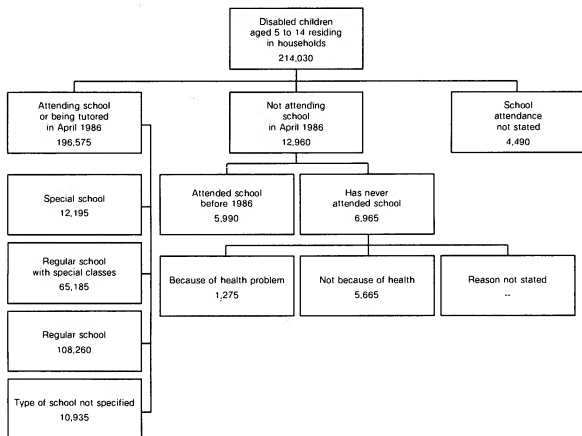 Disabled children
aged 5 to 14 residing
in households
214,030
Attending school
or being tutored
in April 1986
196,575
Not attending
school
in April 1986
12,960
School
attendance
not stated
4,490
Special school
12,195
Attended school
before 1986
5,990
Has never
attended school
6,965
Regular school
with special classes
65,185
Because of health problem
1,275
Not because of health
5,665
Reason not stated
--
Regular school
108,260
Type of school not specified
10,935